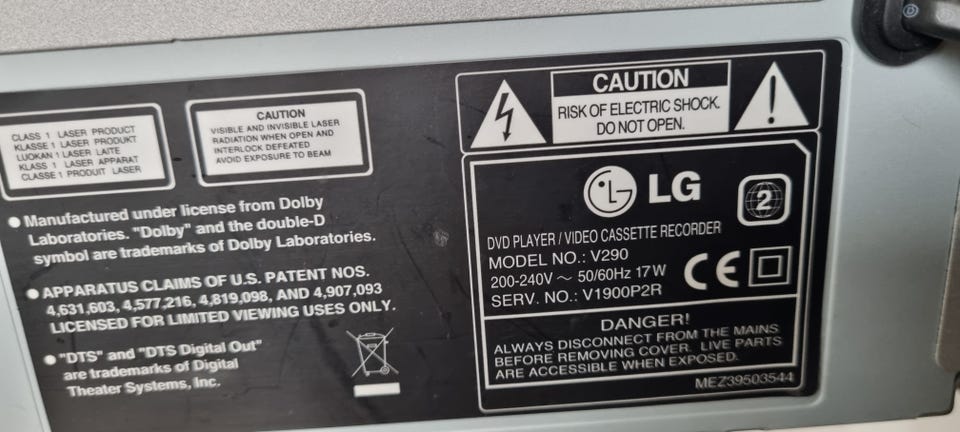 CLASS 1 LASER PRODUCT
KLASSE 1 LASER PRODUKT
LUOKAN 1 LASER LAITE
KLASS 1 LASER APPARAT
CLASSE 1 PRODUIT LASER
CAUTION
VISIBLE AND INVISIBLE LASER
RADIATION WHEN OPEN AND
INTERLOCK DEFEATED
AVOID EXPOSURE TO BEAM
● Manufactured under license from Dolby
Laboratories. "Dolby" and the double-D
symbol are trademarks of Dolby Laboratories.
● APPARATUS CLAIMS OF U.S. PATENT NOS.
4,631,603, 4,577,216, 4,819,098, AND 4,907,093
LICENSED FOR LIMITED VIEWING USES ONLY.
● "DTS" and "DTS Digital Out"
are trademarks of Digital
Theater Systems, Inc.
CAUTION
RISK OF ELECTRIC SHOCK.
DO NOT OPEN.
LG
2
DVD PLAYER / VIDEO CASSETTE RECORDER
MODEL NO.: V290
200-240V ~ 50/60Hz 17W
CE
SERV. NO.: V1900P2R
DANGER!
ALWAYS DISCONNECT FROM THE MAINS
BEFORE REMOVING COVER. LIVE PARTS
ARE ACCESSIBLE WHEN EXPOSED.
MEZ39503544